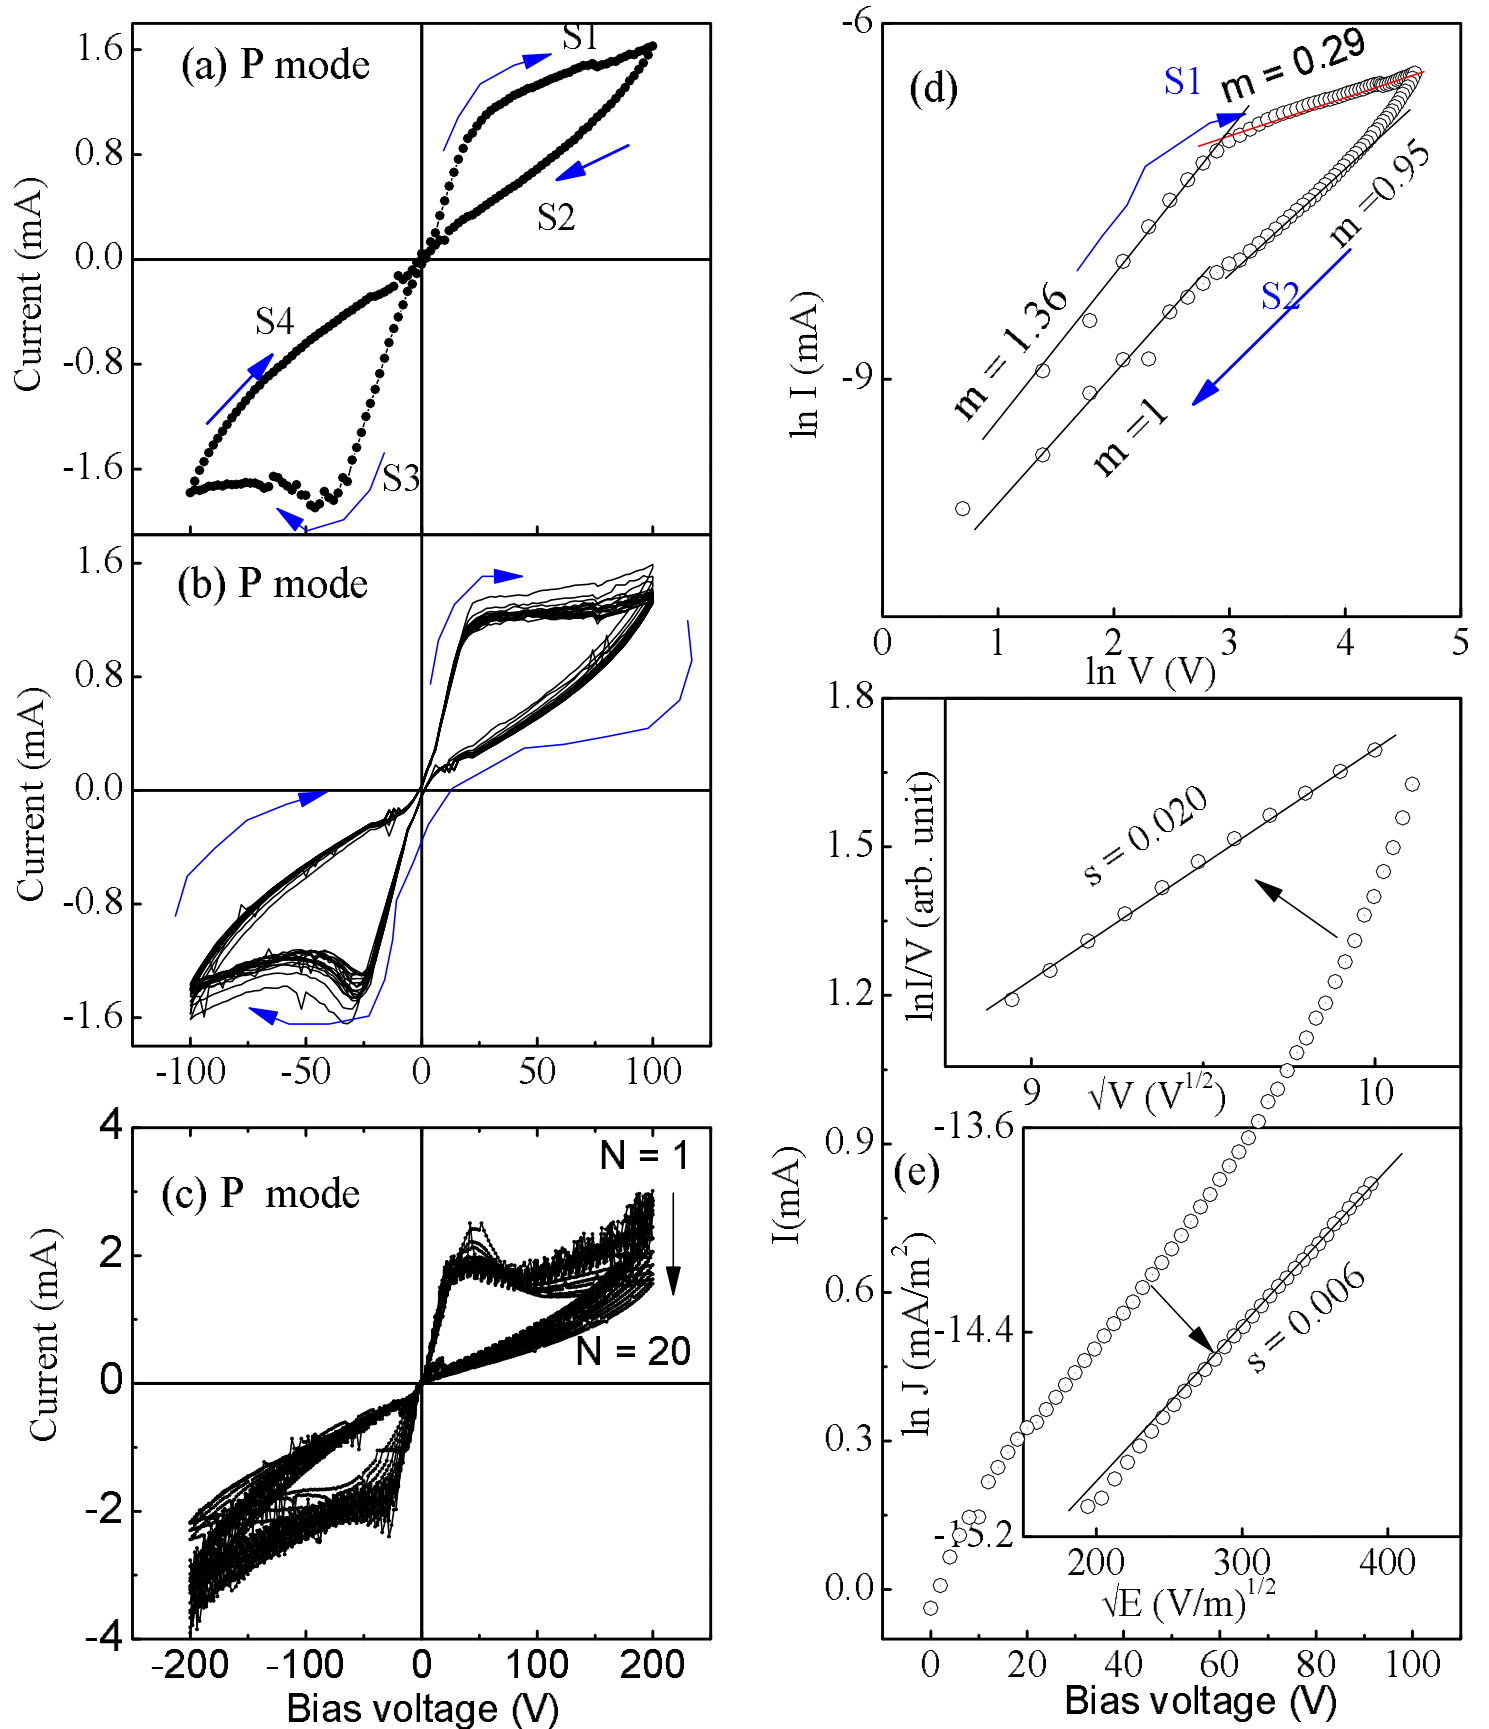 (a) P mode
S1
S2
S3
S4
1.6
0.8
0.0
-0.8
-1.6
Current (mA)
(b) P mode
1.6
0.8
0.0
-0.8
-1.6
Current (mA)
-100 -50 0 50 100
(c) P mode
N = 1
N = 20
4
2
0
-2
-4
Current (mA)
-200 -100 0 100 200
Bias voltage (V)
(d)
S1
m = 0.29
m = 1.36
m =0.95
S2
m =1
-6
-9
ln I (mA)
0 1 2 3 4 5
ln V (V)
1.8
1.5
1.2
0.9
0.6
0.3
0.0
I(mA)
lnI/V (arb. unit)
s = 0.020
9 10
√V (V1/2)
(e)
-13.6
-14.4
-15.2
ln J (mA/m2)
s = 0.006
200 300 400
√E (V/m)1/2
0 20 40 60 80 100
Bias voltage (V)